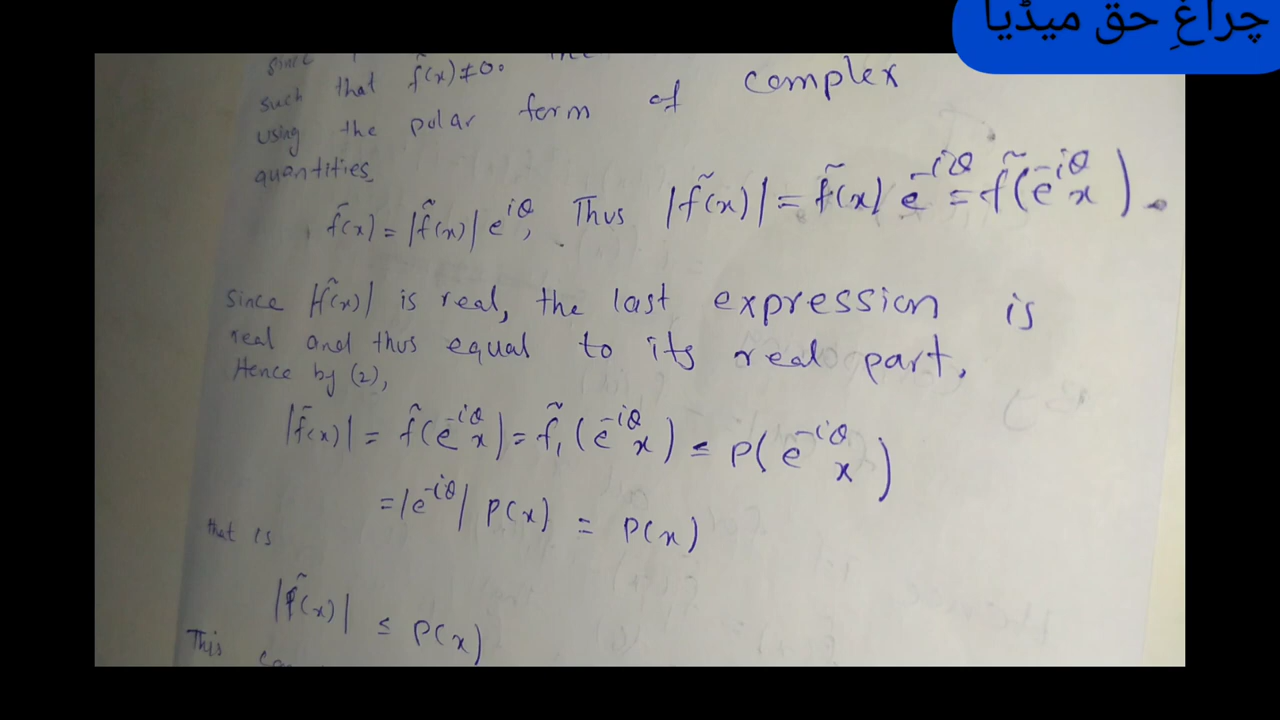 چراغِ حق میڈیا
since
such that f̃(x)≠0.
using the polar form of complex
quantities,
f̃(x) = |f̃(x)| e^{iθ}, Thus |f̃(x)| = f̃(x) e^{-iθ} = f̃(e^{-iθ}x).
since |f̃(x)| is real, the last expression is
real and thus equal to its real part.
Hence by (2),
|f̃(x)| = f̃(e^{-iθ}x) = f̃₁(e^{-iθ}x) ≤ P(e^{-iθ}x)
= |e^{-iθ}| P(x) = P(x)
that is
|f̃(x)| ≤ P(x)
This